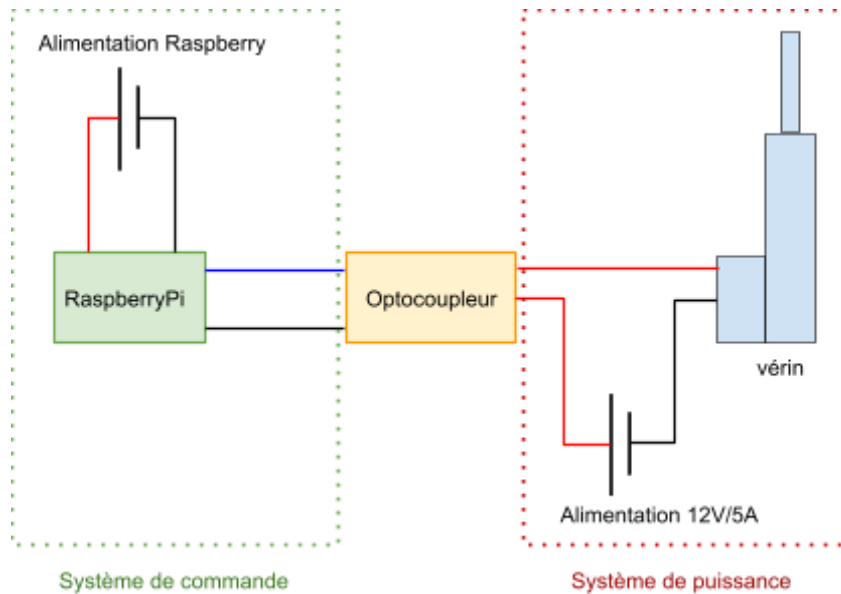 Alimentation Raspberry
RaspberryPi
Optocoupleur
vérin
Alimentation 12V/5A
Système de commande
Système de puissance